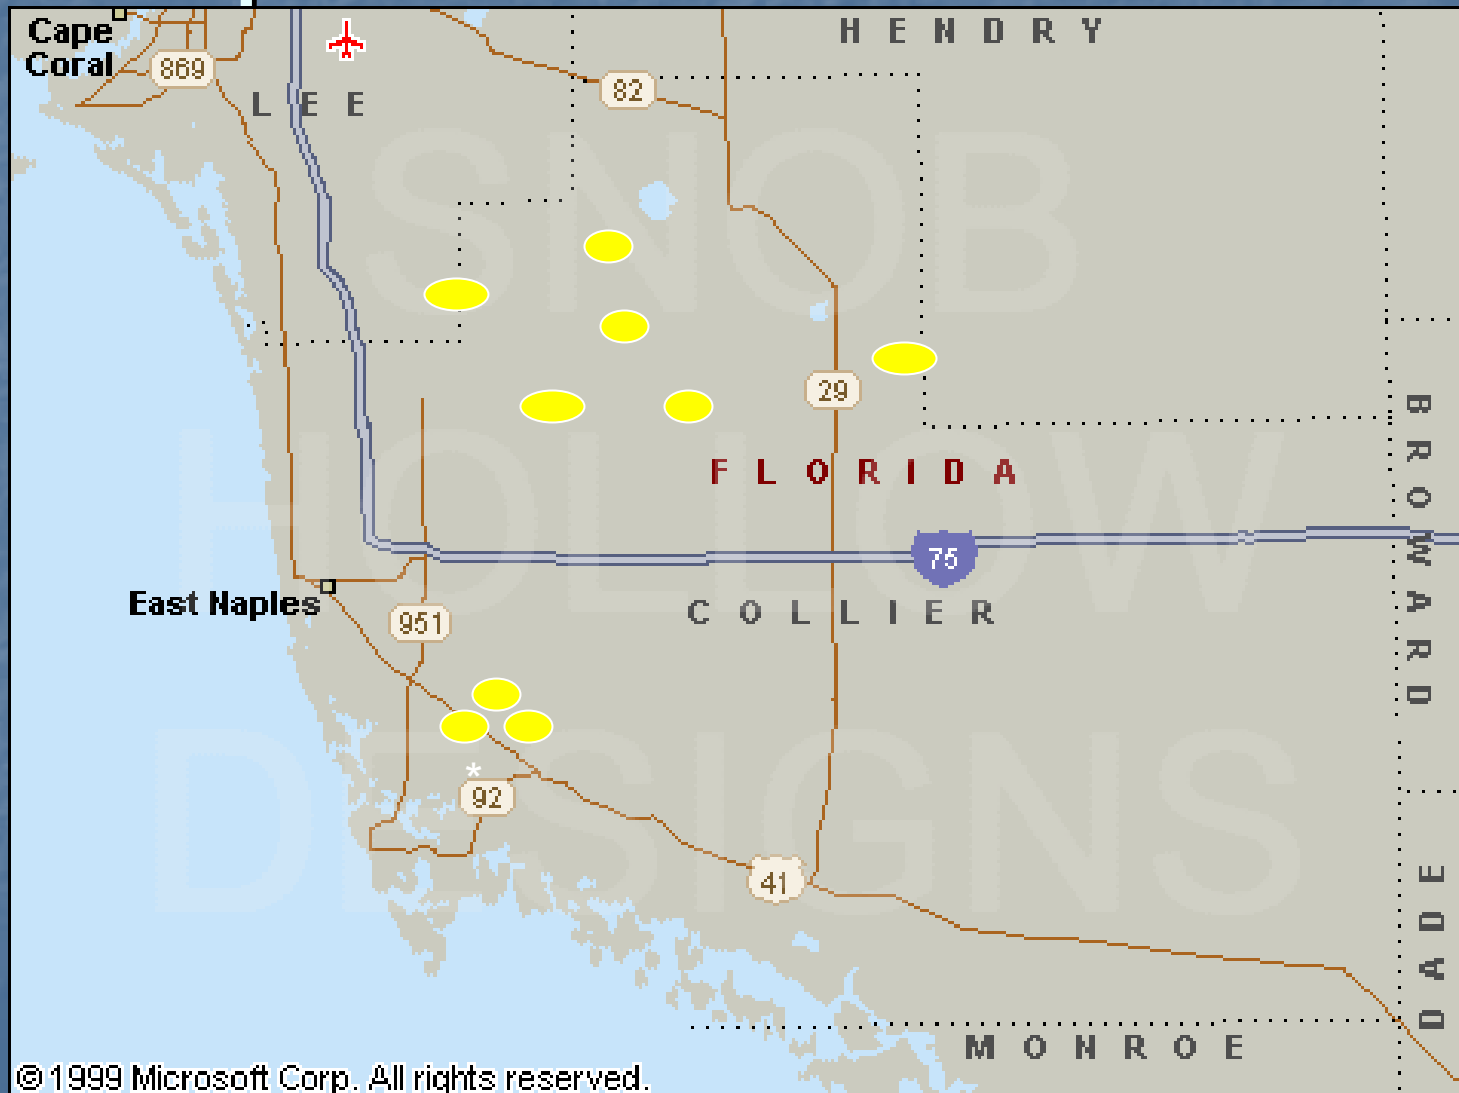 Cape
Coral
HENDRY
869
82
LEE
SNOB
29
FLORIDA
BROWARD
HOLLOW
75
East Naples
951
COLLIER
*
92
DESIGNS
41
DADE
MONROE
© 1999 Microsoft Corp. All rights reserved.